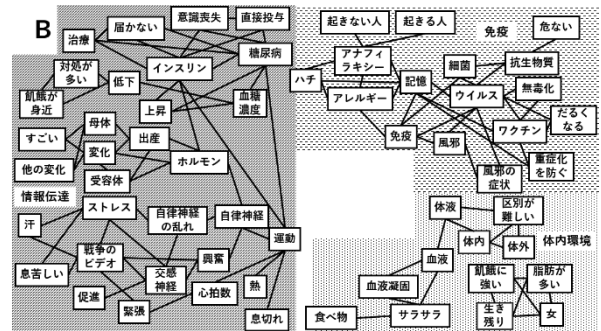 B
届かない
意識喪失
直接投与
治療
糖尿病
対処が
多い
低下
インスリン
飢餓が
身近
上昇
血糖
濃度
母体
すごい
変化
出産
他の変化
受容体
ホルモン
情報伝達
ストレス
汗
自律神経
の乱れ
自律神経
戦争の
ビデオ
運動
息苦しい
交感
神経
興奮
促進
緊張
心拍数
熱
息切れ
起きない人
起きる人
免疫
危ない
アナフィ
ラキシー
細菌
抗生物質
ハチ
記憶
無毒化
アレルギー
ウイルス
だるく
なる
免疫
風邪
ワクチン
風邪の
症状
重症化
を防ぐ
体液
区別が
難しい
体内
体外
体内環境
血液
血液凝固
飢餓に
強い
脂肪が
多い
食べ物
サラサラ
生き
残り
女